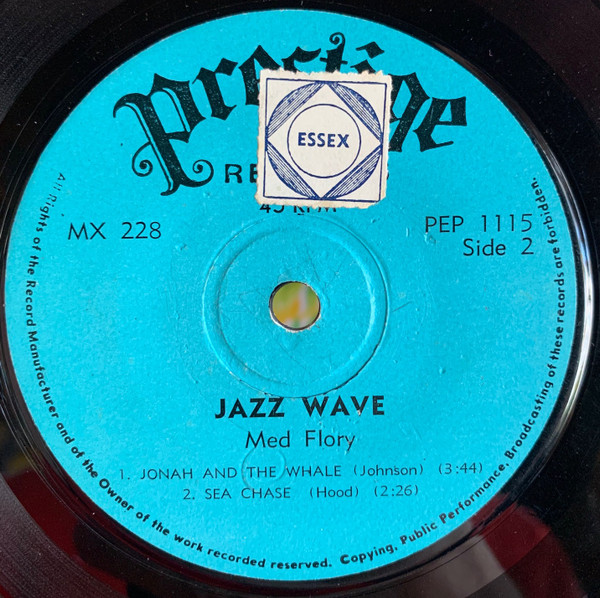 Prestige
ESSEX
45 RPM
MX 228
PEP 1115
Side 2
JAZZ WAVE
Med Flory
1. JONAH AND THE WHALE (Johnson) (3:44)
2. SEA CHASE (Hood) (2:26)
All Rights of the Record Manufacturer and of the Owner of the work recorded reserved. Copying, Public Performance, Broadcasting of these records are forbidden.